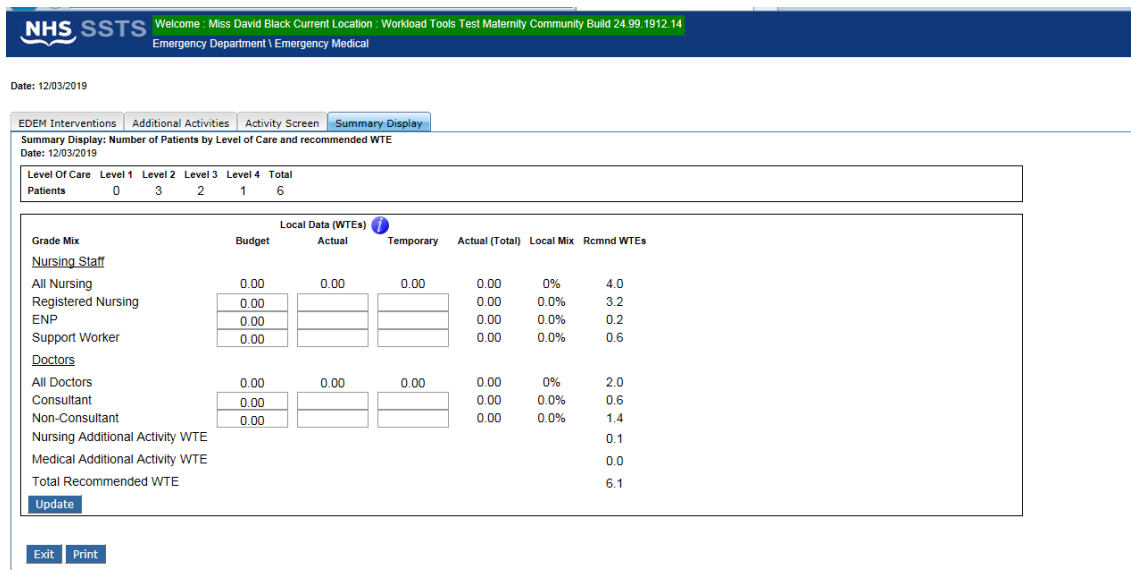 NHS SSTS Welcome : Miss David Black Current Location : Workload Tools Test Maternity Community Build 24.99.1912.14
Emergency Department \ Emergency Medical
Date: 12/03/2019
EDEM Interventions Additional Activities Activity Screen Summary Display
Summary Display: Number of Patients by Level of Care and recommended WTE
Date: 12/03/2019
Level Of Care Level 1 Level 2 Level 3 Level 4 Total
Patients 0 3 2 1 6
Local Data (WTEs) i
Grade Mix Budget Actual Temporary Actual (Total) Local Mix Rcmnd WTEs
Nursing Staff
All Nursing 0.00 0.00 0.00 0.00 0% 4.0
Registered Nursing 0.00 0.00 0.0% 3.2
ENP 0.00 0.00 0.0% 0.2
Support Worker 0.00 0.00 0.0% 0.6
Doctors
All Doctors 0.00 0.00 0.00 0.00 0% 2.0
Consultant 0.00 0.00 0.0% 0.6
Non-Consultant 0.00 0.00 0.0% 1.4
Nursing Additional Activity WTE 0.1
Medical Additional Activity WTE 0.0
Total Recommended WTE 6.1
Update
Exit Print